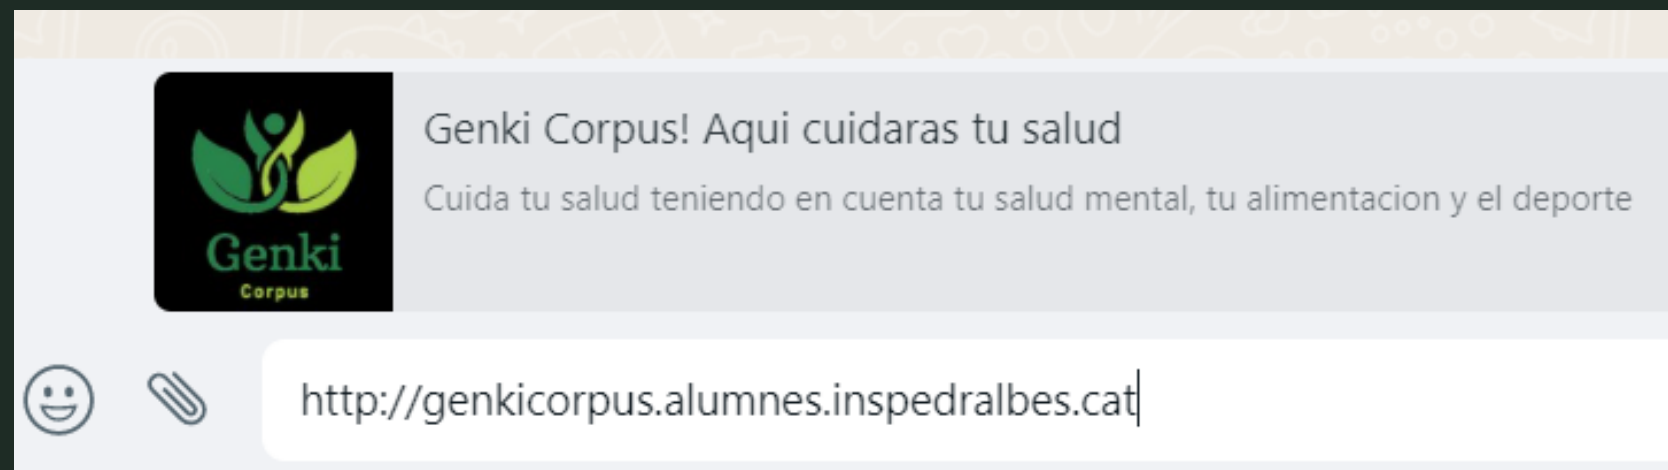 Genki Corpus! Aqui cuidaras tu salud
Cuida tu salud teniendo en cuenta tu salud mental, tu alimentacion y el deporte
Genki
Corpus
http://genkicorpus.alumnes.inspedralbes.cat